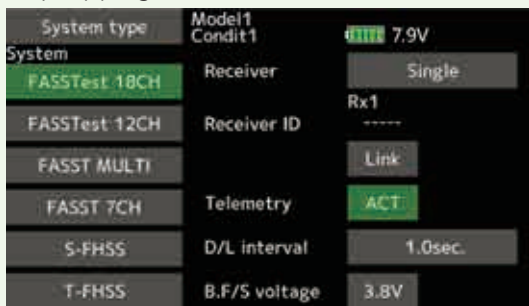 System type
Model1
Condit1
7.9V
System
FASSTest 18CH
FASSTest 12CH
FASST MULTI
FASST 7CH
S-FHSS
T-FHSS
Receiver
Single
Rx1
Receiver ID
-----
Link
Telemetry
ACT
D/L interval
1.0sec.
B.F/S voltage
3.8V